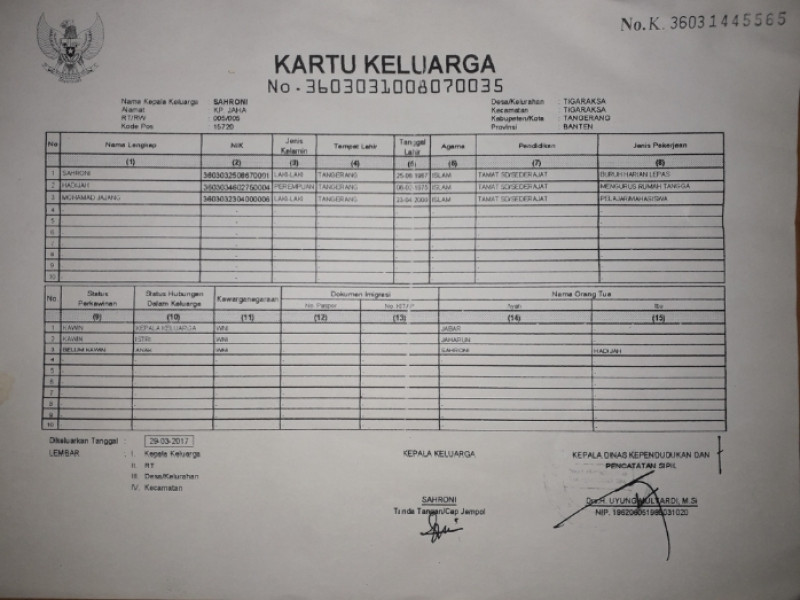 No.K. 36031445565
KARTU KELUARGA
No.3603031008070035
Nama Kepala Keluarga : SAHRONI
Alamat : KP JAHA
RT/RW : 005/006
Kode Pos : 15720
Desa/Kelurahan : TIGARAKSA
Kecamatan : TIGARAKSA
Kabupaten/Kota : TANGERANG
Provinsi : BANTEN
No Nama Lengkap NIK Jenis Kelamin Tempat Lahir Tanggal Lahir Agama Pendidikan Jenis Pekerjaan
(1) (2) (3) (4) (5) (6) (7) (8)
1 SAHRONI 3603032508670001 LAKI-LAKI TANGERANG 25-08-1967 ISLAM TAMAT SD/SEDERAJAT BURUH HARIAN LEPAS
2 HADIJAH 3603034602750004 PEREMPUAN TANGERANG 06-02-1975 ISLAM TAMAT SD/SEDERAJAT MENGURUS RUMAH TANGGA
3 MOHAMAD JAJANG 3603032304000006 LAKI-LAKI TANGERANG 23-04-2000 ISLAM TAMAT SD/SEDERAJAT PELAJAR/MAHASISWA
4
5
6
7
8
9
10
No Status Perkawinan Status Hubungan Dalam Keluarga Kewarganegaraan Dokumen Imigrasi Nama Orang Tua
No. Paspor Ayah Ibu
(9) (10) (11) (12) (13) (14) (15)
1 KAWIN KEPALA KELUARGA WNI JABAR
2 KAWIN ISTRI WNI JAHARUN
3 BELUM KAWIN ANAK WNI SAHRONI HADIJAH
4
5
6
7
8
9
10
Dikeluarkan Tanggal : 29-03-2017
LEMBAR : I. Kepala Keluarga
II. RT
III. Desa/Kelurahan
IV. Kecamatan
KEPALA KELUARGA
SAHRONI
Tanda Tangan/Cap Jempol
KEPALA DINAS KEPENDUDUKAN DAN
PENCATATAN SIPIL
Drs. H. UYUNG MULYARDI, M.Si